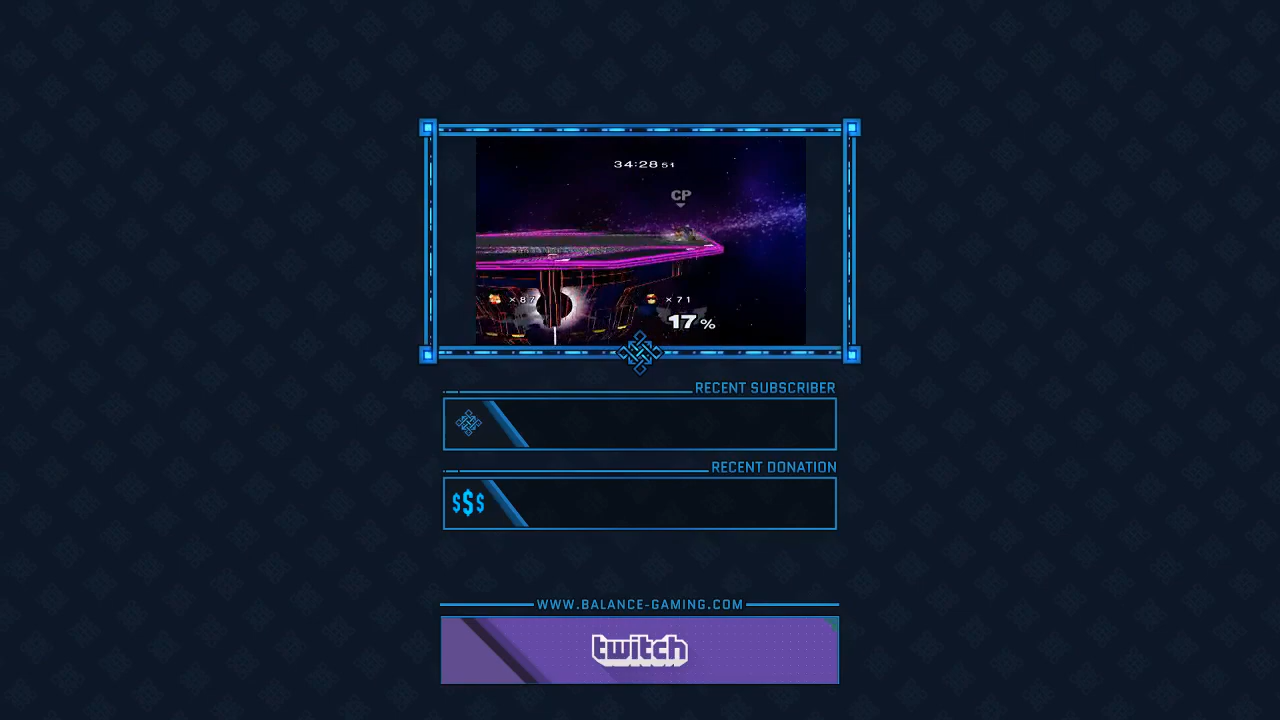 34:28 51
CP
×87
×71
17%
RECENT SUBSCRIBER
RECENT DONATION
$$$
WWW.BALANCE-GAMING.COM
twitch